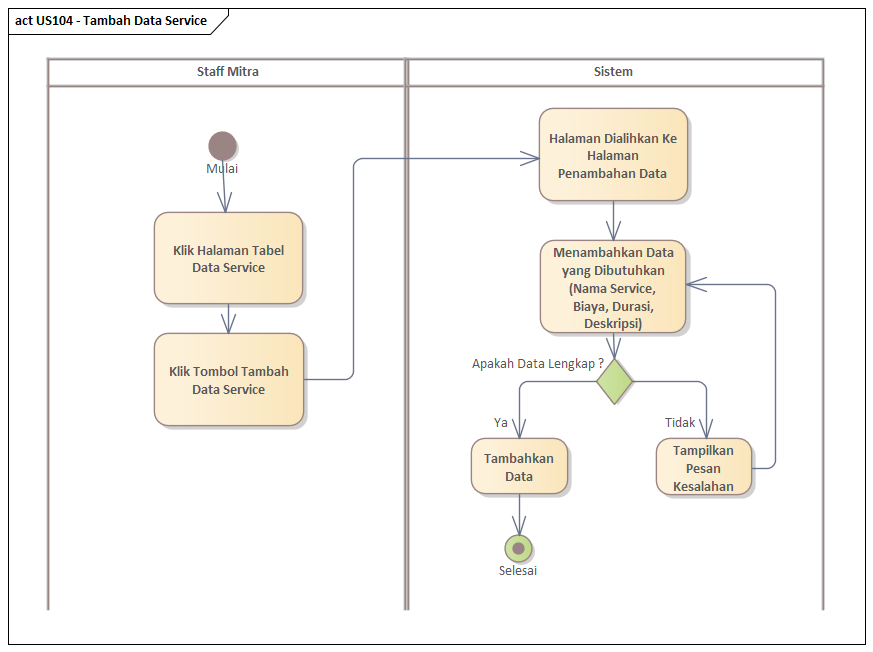 act US104 - Tambah Data Service
Staff Mitra
Sistem
Mulai
Klik Halaman Tabel
Data Service
Klik Tombol Tambah
Data Service
Halaman Dialihkan Ke
Halaman
Penambahan Data
Menambahkan Data
yang Dibutuhkan
(Nama Service,
Biaya, Durasi,
Deskripsi)
Apakah Data Lengkap ?
Ya
Tidak
Tambahkan
Data
Tampilkan
Pesan
Kesalahan
Selesai